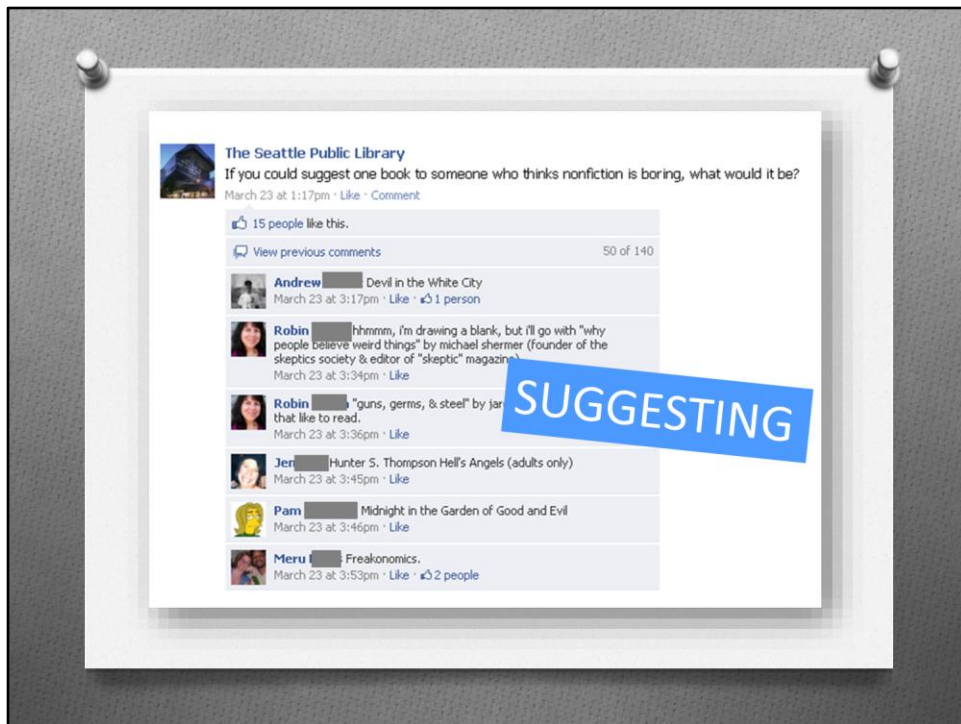 The Seattle Public Library
If you could suggest one book to someone who thinks nonfiction is boring, what would it be?
March 23 at 1:17pm · Like · Comment
15 people like this.
View previous comments 50 of 140
Andrew Devil in the White City
March 23 at 3:17pm · Like · 1 person
Robin hhmmm, i'm drawing a blank, but i'll go with "why
people believe weird things" by michael shermer (founder of the
skeptics society & editor of "skeptic" magazine)
March 23 at 3:34pm · Like
Robin "guns, germs, & steel" by
that like to read.
March 23 at 3:36pm · Like
SUGGESTING
Jen Hunter S. Thompson Hell's Angels (adults only)
March 23 at 3:45pm · Like
Pam Midnight in the Garden of Good and Evil
March 23 at 3:46pm · Like
Meru Freakonomics.
March 23 at 3:53pm · Like · 2 people